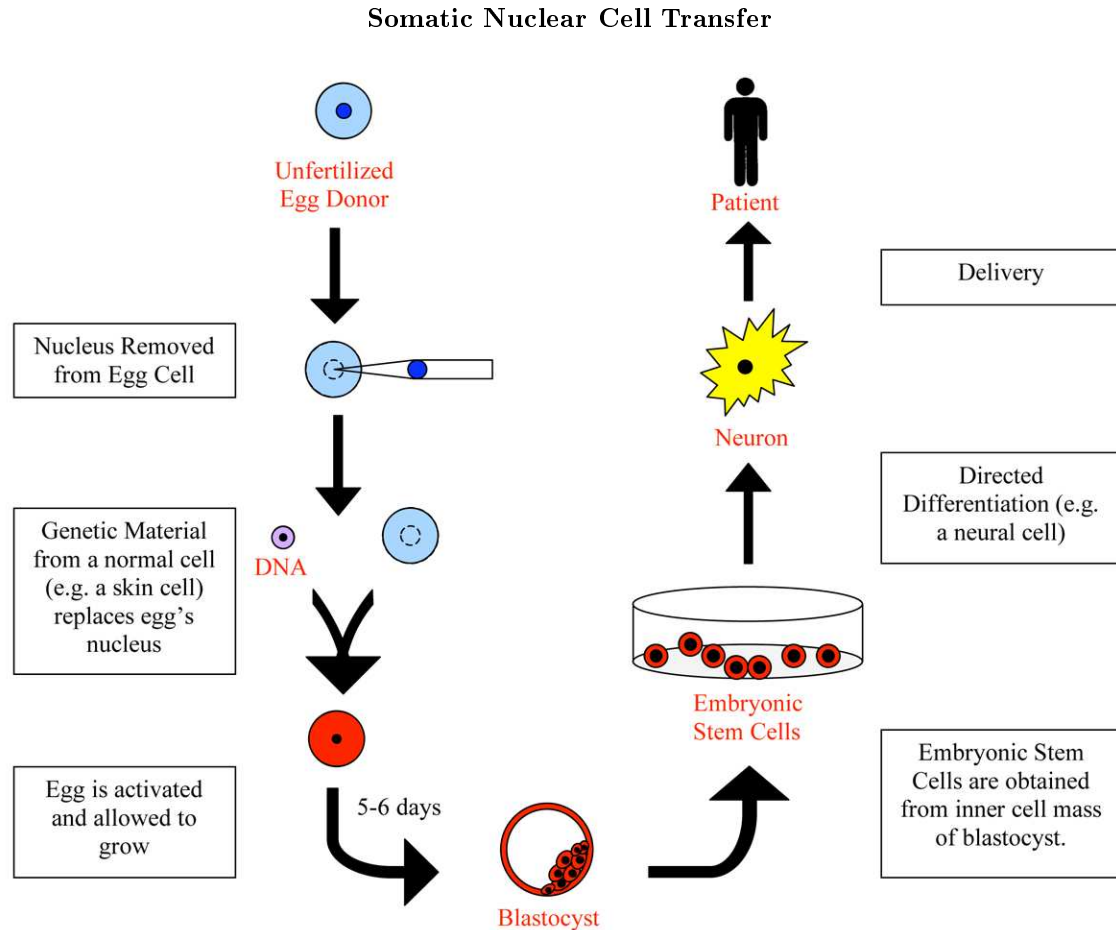 Somatic Nuclear Cell Transfer
Unfertilized
Egg Donor
Nucleus Removed
from Egg Cell
Genetic Material
from a normal cell
(e.g. a skin cell)
replaces egg's
nucleus
DNA
Egg is activated
and allowed to
grow
5-6 days
Blastocyst
Embryonic Stem
Cells are obtained
from inner cell mass
of blastocyst.
Embryonic
Stem Cells
Directed
Differentiation (e.g.
a neural cell)
Neuron
Delivery
Patient